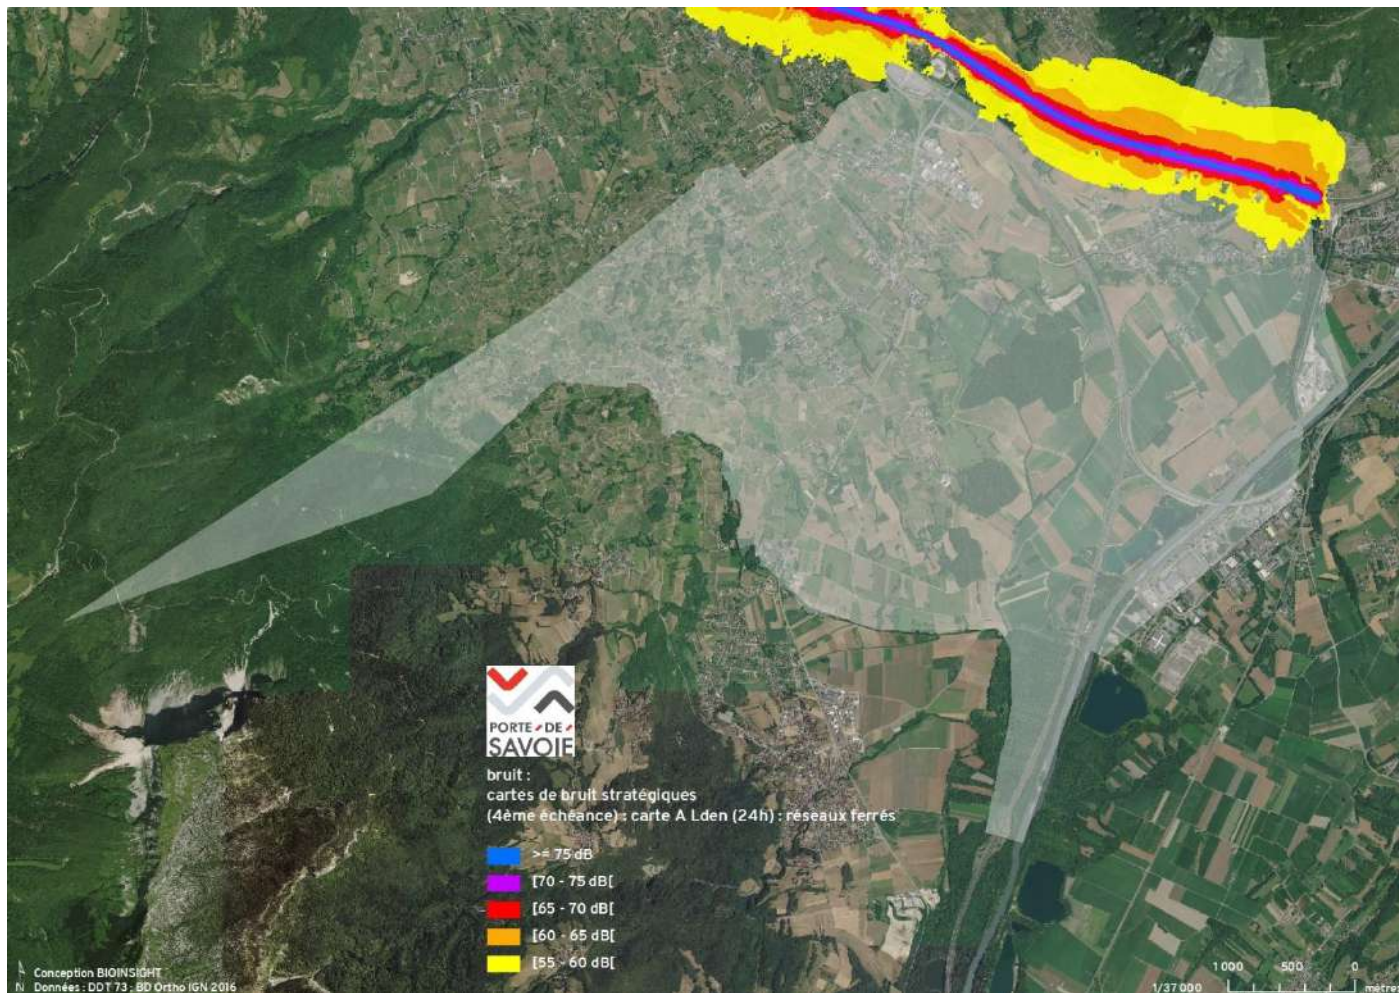 PORTE DE
SAVOIE
bruit :
cartes de bruit stratégiques
(4ème échéance) : carte A Lden (24h) : réseaux ferrés
>= 75 dB
[70 - 75 dB[
[65 - 70 dB[
[60 - 65 dB[
[55 - 60 dB[
N
Conception BIOINSIGHT
Données : DDT 73 ; BD Ortho IGN 2016
1 000 500 0
1/37 000 mètres